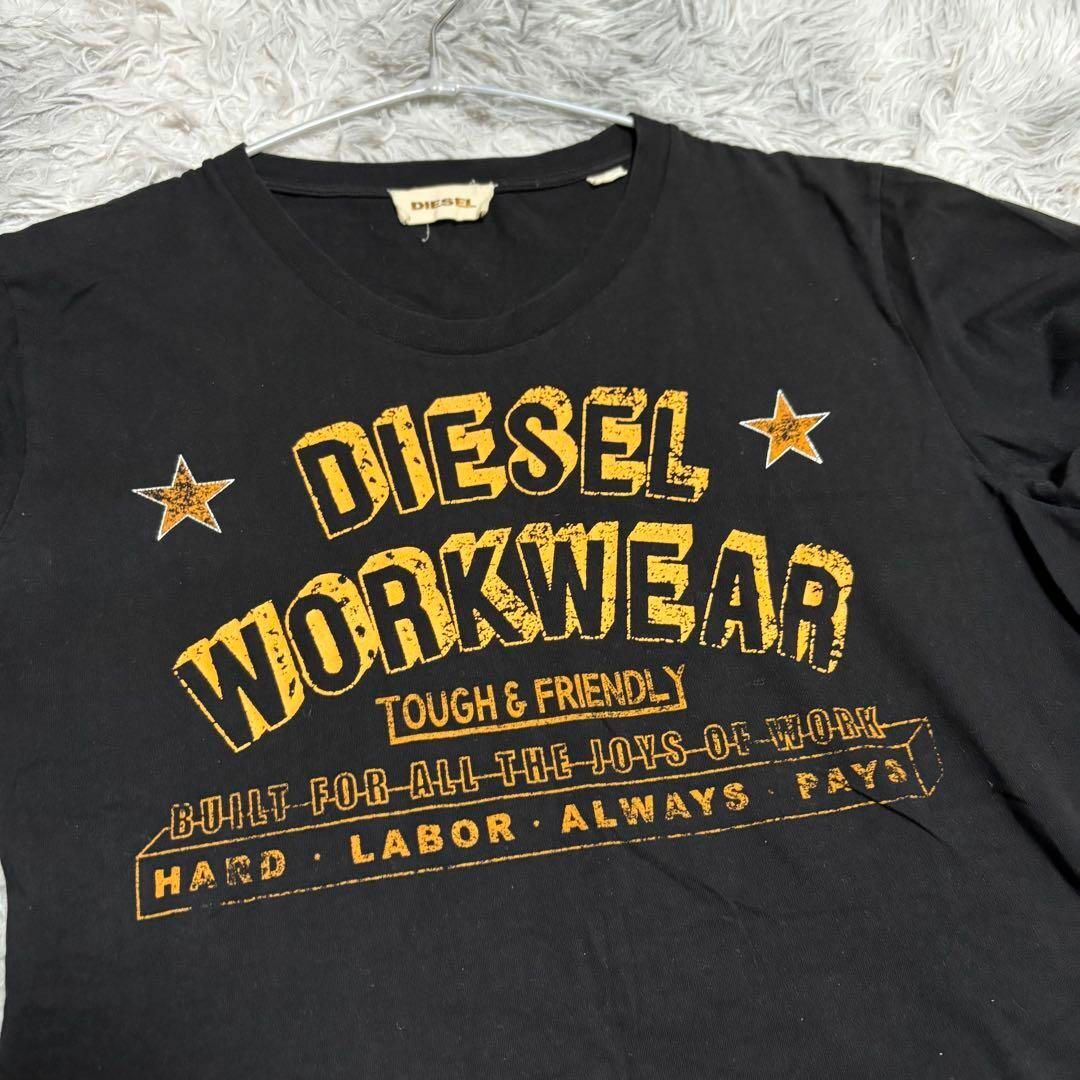 DIESEL
DIESEL
WORKWEAR
TOUGH & FRIENDLY
BUILT FOR ALL THE JOYS OF WORK
HARD · LABOR · ALWAYS · PAYS